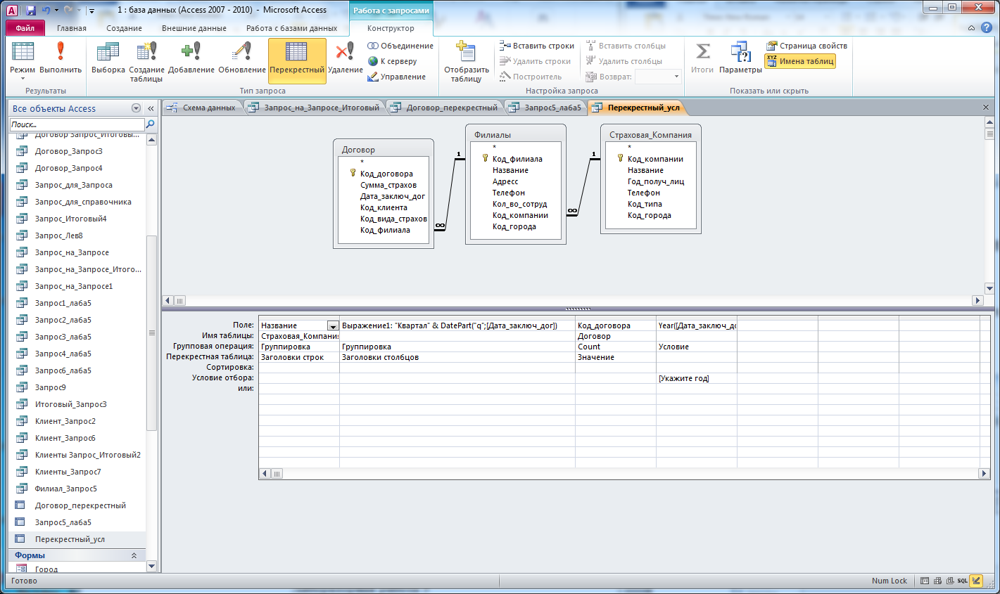 1 : база данных (Access 2007 - 2010) - Microsoft Access
Работа с запросами
Файл Главная Создание Внешние данные Работа с базами данных Конструктор
Режим
Выполнить
Результаты
Выборка
Создание таблицы
Добавление
Обновление
Перекрестный
Удаление
Объединение
К серверу
Управление
Тип запроса
Отобразить таблицу
Вставить строки
Удалить строки
Построитель
Вставить столбцы
Удалить столбцы
Возврат:
Настройка запроса
Итоги
Параметры
Страница свойств
Имена таблиц
Показать или скрыть
Все объекты Access
Поиск...
Договор Запрос_Итоговы...
Договор_Запрос3
Договор_Запрос4
Запрос_для_Запроса
Запрос_для_справочника
Запрос_Итоговый4
Запрос_Лев8
Запрос_на_Запросе
Запрос_на_Запросе_Итого...
Запрос_на_Запросе1
Запрос1_лаба5
Запрос2_лаба5
Запрос3_лаба5
Запрос4_лаба5
Запрос6_лаба5
Запрос9
Итоговый_Запрос3
Клиент_Запрос2
Клиент_Запрос6
Клиенты Запрос_Итоговый2
Клиенты_Запрос7
Филиал_Запрос5
Договор_перекрестный
Запрос5_лаба5
Перекрестный_усл
Формы
Город
Схема данных Запрос_на_Запросе_Итоговый Договор_перекрестный Запрос5_лаба5 Перекрестный_усл
Договор
*
Код_договора
Сумма_страхов
Дата_заключ_дог
Код_клиента
Код_вида_страхов
Код_филиала
∞
1
Филиалы
*
Код_филиала
Название
Адресс
Телефон
Кол_во_сотруд
Код_компании
Код_города
∞
1
Страховая_Компания
*
Код_компании
Название
Год_получ_лиц
Телефон
Код_типа
Код_города
Поле: Название Выражение1: "Квартал" & DatePart("q";[Дата_заключ_дог]) Код_договора Year([Дата_заключ_до
Имя таблицы: Страховая_Компания Договор
Групповая операция: Группировка Группировка Count Условие
Перекрестная таблица: Заголовки строк Заголовки столбцов Значение
Сортировка:
Условие отбора: [Укажите год]
или:
Готово
Num Lock
SQL